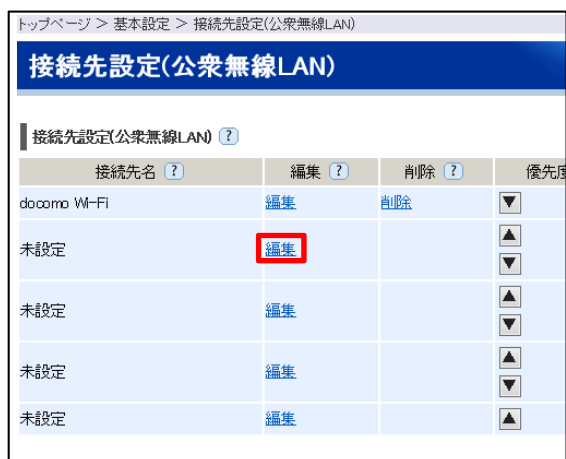 トップページ > 基本設定 > 接続先設定(公衆無線LAN)
接続先設定(公衆無線LAN)
接続先設定(公衆無線LAN) ?
接続先名 ? 編集 ? 削除 ? 優先度
docomo Wi-Fi 編集 削除 ▼
▲
未設定 編集
▼
▲
未設定 編集
▼
▲
未設定 編集
▼
未設定 編集 ▲